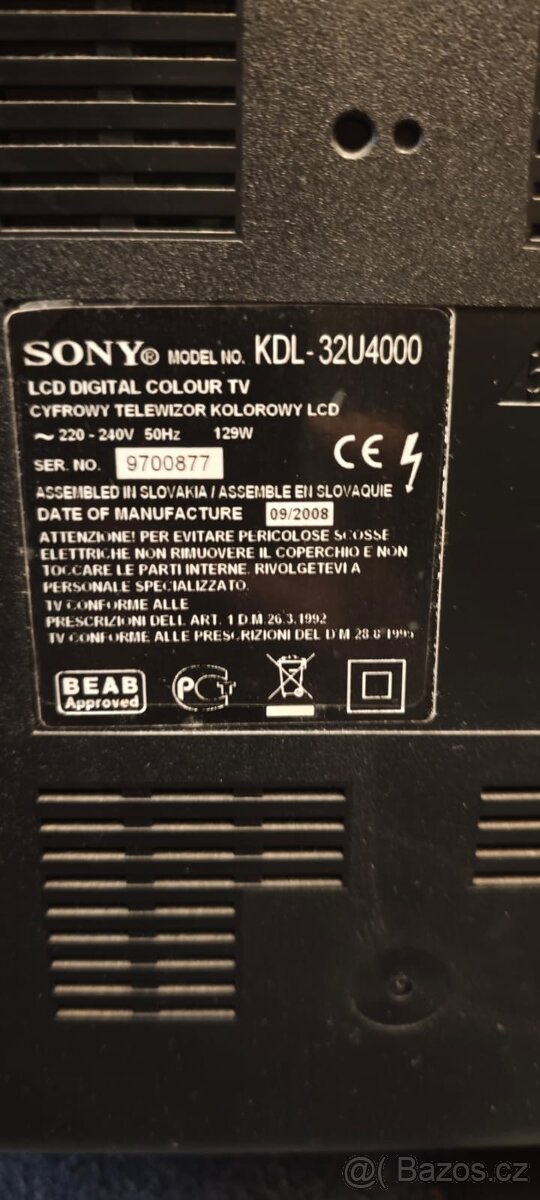 SONY® MODEL NO. KDL-32U4000
LCD DIGITAL COLOUR TV
CYFROWY TELEWIZOR KOLOROWY LCD
~ 220 - 240V 50Hz 129W
CE
SER. NO. 9700877
ASSEMBLED IN SLOVAKIA / ASSEMBLE EN SLOVAQUIE
DATE OF MANUFACTURE 09/2008
ATTENZIONE! PER EVITARE PERICOLOSE SCOSSE
ELETTRICHE NON RIMUOVERE IL COPERCHIO E NON
TOCCARE LE PARTI INTERNE. RIVOLGETEVI A
PERSONALE SPECIALIZZATO.
TV CONFORME ALLE
PRESCRIZIONI DELL ART. 1 D.M. 26.3.1992
TV CONFORME ALLE PRESCRIZIONI DEL D M 28 8 1995
BEAB
Approved
@ Bazos.cz